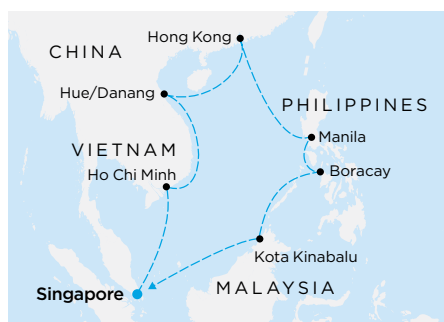 Hong Kong
CHINA
Hue/Danang
PHILIPPINES
Manila
VIETNAM
Ho Chi Minh
Boracay
Kota Kinabalu
MALAYSIA
Singapore